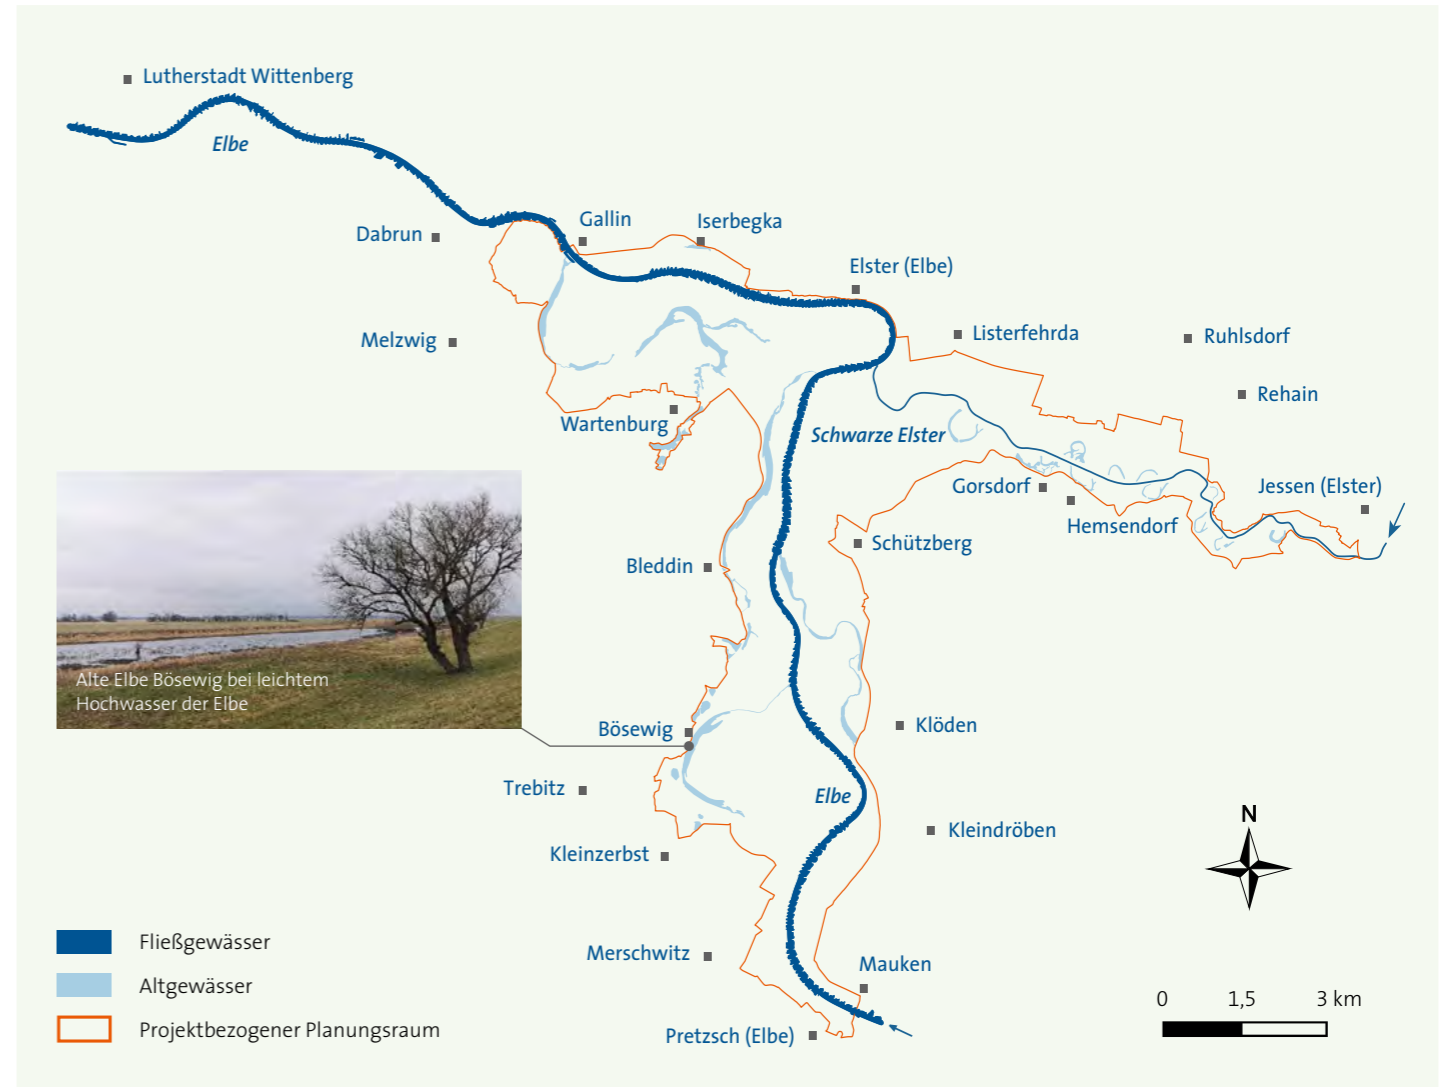 Lutherstadt Wittenberg
Elbe
Gallin
Iserbegka
Dabrun
Elster (Elbe)
Listerfehrda
Ruhlsdorf
Melzwig
Rehain
Wartenburg
Schwarze Elster
Gorsdorf
Jessen (Elster)
Hemsendorf
Schützberg
Bleddin
Alte Elbe Bösewig bei leichtem
Hochwasser der Elbe
Bösewig
Klöden
Trebitz
Elbe
Kleindröben
Kleinzerbst
N
Merschwitz
Mauken
Pretzsch (Elbe)
Fließgewässer
Altgewässer
Projektbezogener Planungsraum
0 1,5 3 km